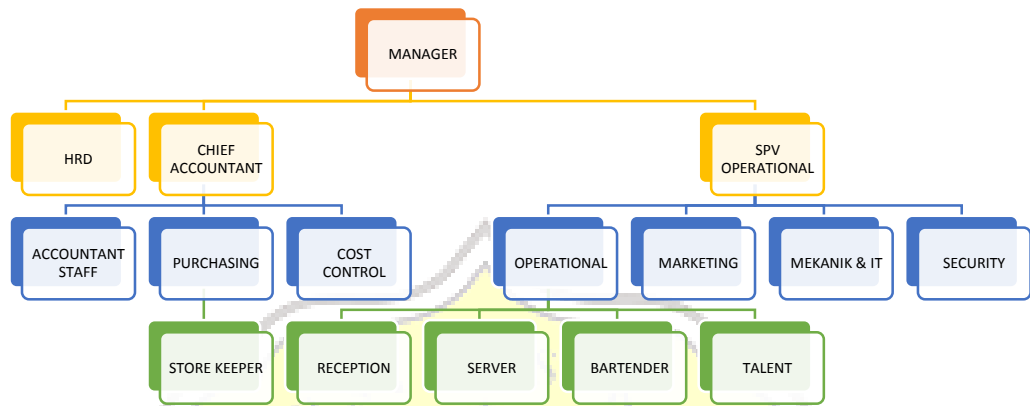 MANAGER
HRD
CHIEF
ACCOUNTANT
SPV
OPERATIONAL
ACCOUNTANT
STAFF
PURCHASING
COST
CONTROL
OPERATIONAL
MARKETING
MEKANIK & IT
SECURITY
STORE KEEPER
RECEPTION
SERVER
BARTENDER
TALENT